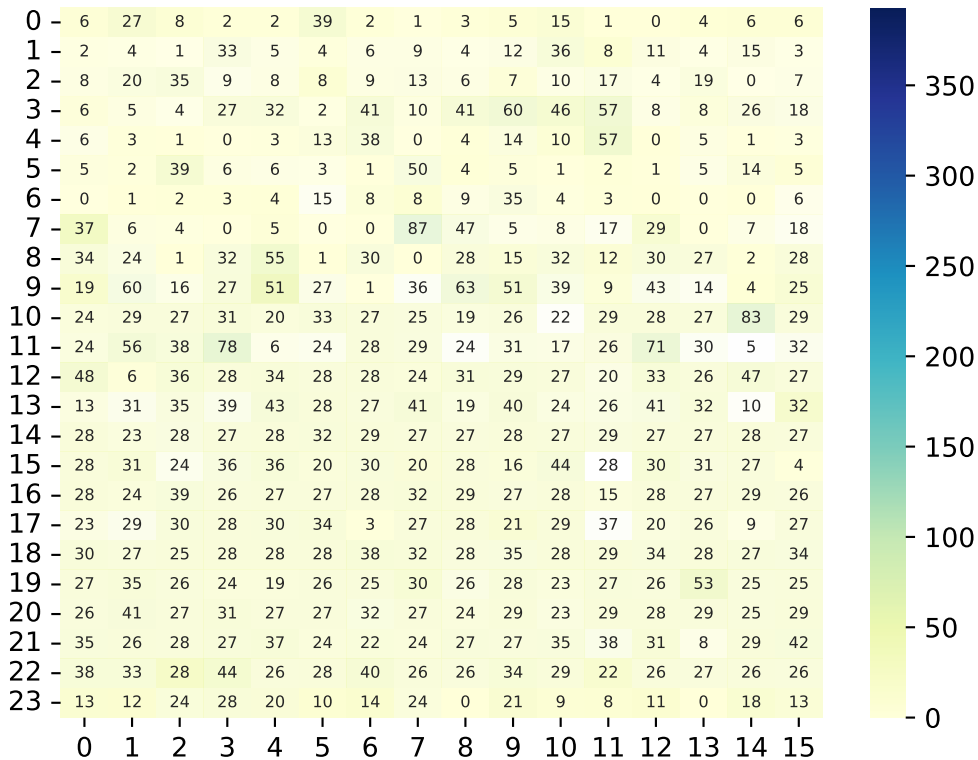 0 6 27 8 2 2 39 2 1 3 5 15 1 0 4 6 6
1 2 4 1 33 5 4 6 9 4 12 36 8 11 4 15 3
2 8 20 35 9 8 8 9 13 6 7 10 17 4 19 0 7
3 6 5 4 27 32 2 41 10 41 60 46 57 8 8 26 18
4 6 3 1 0 3 13 38 0 4 14 10 57 0 5 1 3
5 5 2 39 6 6 3 1 50 4 5 1 2 1 5 14 5
6 0 1 2 3 4 15 8 8 9 35 4 3 0 0 0 6
7 37 6 4 0 5 0 0 87 47 5 8 17 29 0 7 18
8 34 24 1 32 55 1 30 0 28 15 32 12 30 27 2 28
9 19 60 16 27 51 27 1 36 63 51 39 9 43 14 4 25
10 24 29 27 31 20 33 27 25 19 26 22 29 28 27 83 29
11 24 56 38 78 6 24 28 29 24 31 17 26 71 30 5 32
12 48 6 36 28 34 28 28 24 31 29 27 20 33 26 47 27
13 13 31 35 39 43 28 27 41 19 40 24 26 41 32 10 32
14 28 23 28 27 28 32 29 27 27 28 27 29 27 27 28 27
15 28 31 24 36 36 20 30 20 28 16 44 28 30 31 27 4
16 28 24 39 26 27 27 28 32 29 27 28 15 28 27 29 26
17 23 29 30 28 30 34 3 27 28 21 29 37 20 26 9 27
18 30 27 25 28 28 28 38 32 28 35 28 29 34 28 27 34
19 27 35 26 24 19 26 25 30 26 28 23 27 26 53 25 25
20 26 41 27 31 27 27 32 27 24 29 23 29 28 29 25 29
21 35 26 28 27 37 24 22 24 27 27 35 38 31 8 29 42
22 38 33 28 44 26 28 40 26 26 34 29 22 26 27 26 26
23 13 12 24 28 20 10 14 24 0 21 9 8 11 0 18 13
0 1 2 3 4 5 6 7 8 9 10 11 12 13 14 15
350
300
250
200
150
100
50
0